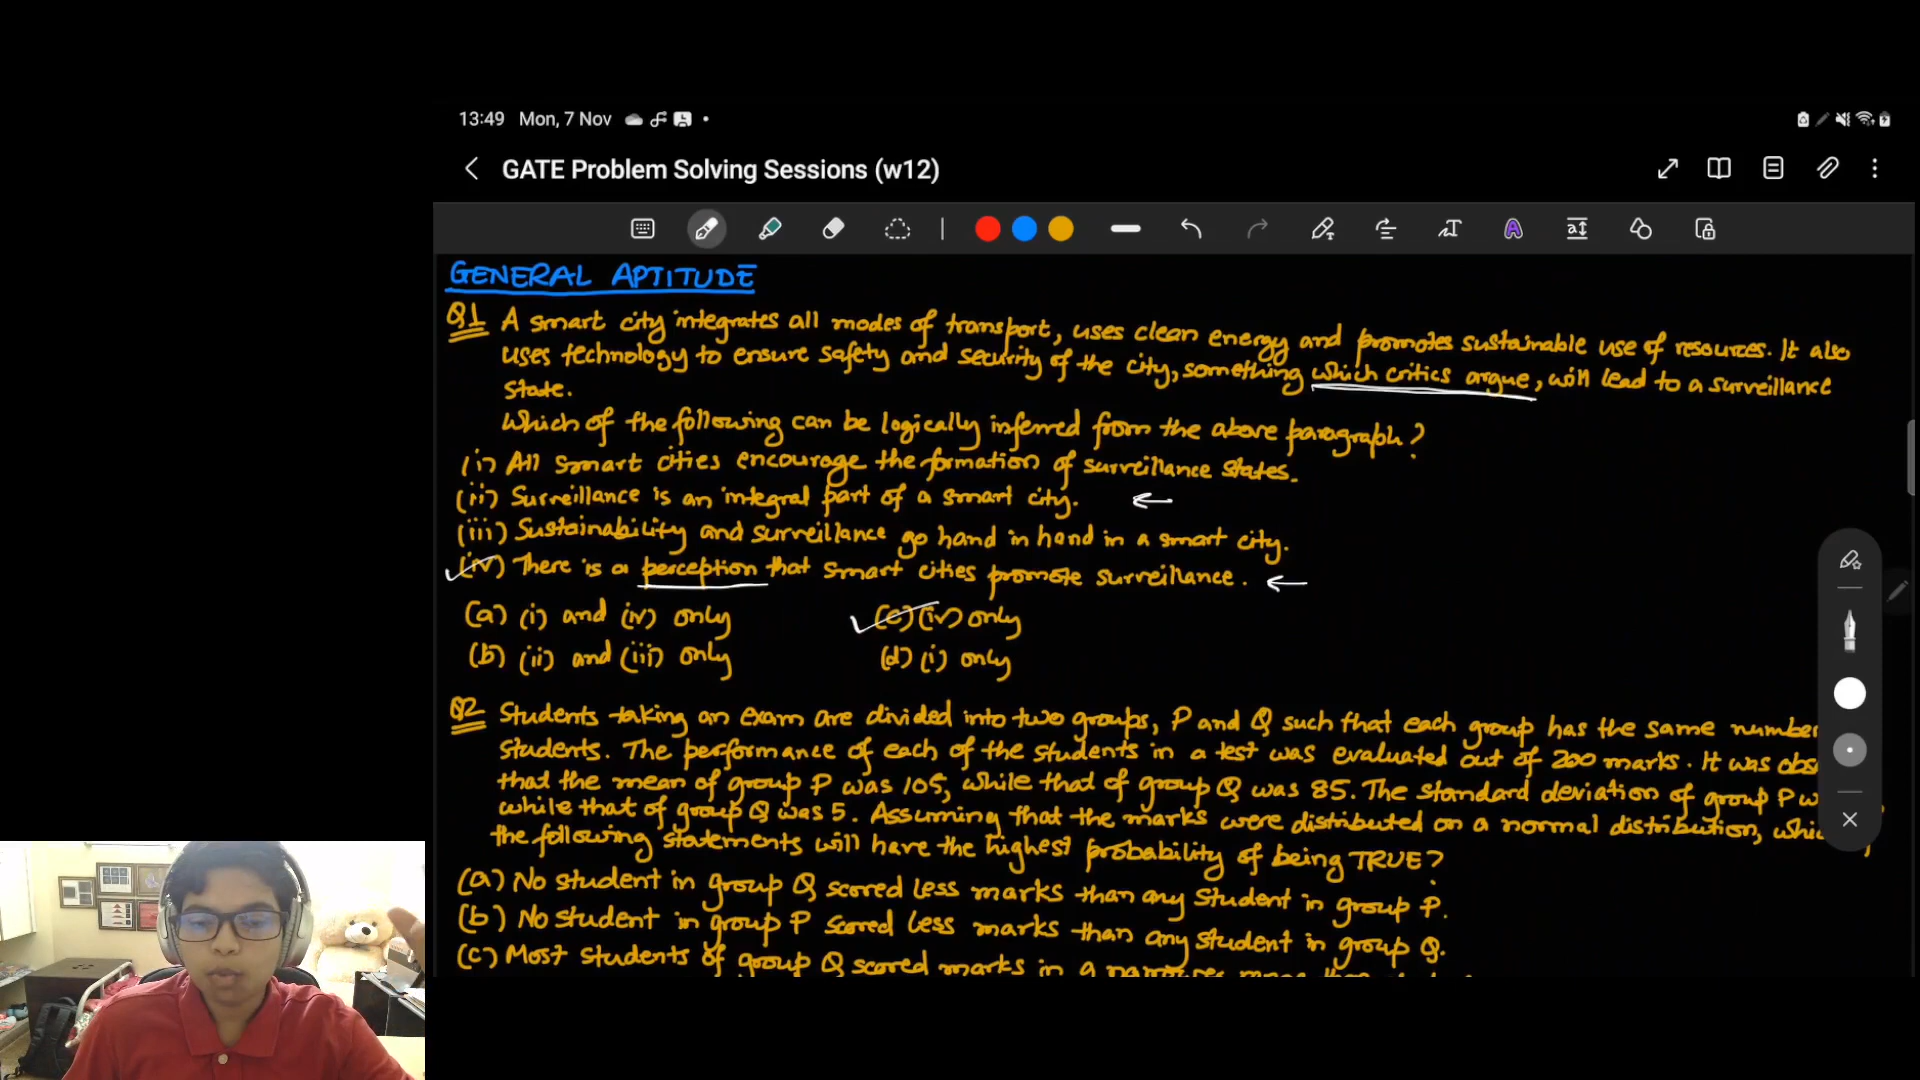 13:49 Mon, 7 Nov
GATE Problem Solving Sessions (w12)
GENERAL APTITUDE
Q1 A smart city integrates all modes of transport, uses clean energy and promotes sustainable use of resources. It also
uses technology to ensure safety and security of the city, something which critics argue, will lead to a surveillance
state.
Which of the following can be logically inferred from the above paragraph?
(i) All smart cities encourage the formation of surveillance states.
(ii) Surveillance is an integral part of a smart city. ←
(iii) Sustainability and surveillance go hand in hand in a smart city.
(iv) There is a perception that smart cities promote surveillance. ←
(a) (i) and (iv) only (c) (iv) only
(b) (ii) and (iii) only (d) (i) only
Q2 Students taking an exam are divided into two groups, P and Q such that each group has the same number
students. The performance of each of the students in a test was evaluated out of 200 marks. It was obs
that the mean of group P was 105, while that of group Q was 85. The standard deviation of group P w
while that of group Q was 5. Assuming that the marks were distributed on a normal distribution, whic
the following statements will have the highest probability of being TRUE?
(a) No student in group Q scored less marks than any student in group P.
(b) No student in group P scored less marks than any student in group Q.
(c) Most students of group Q scored marks in a